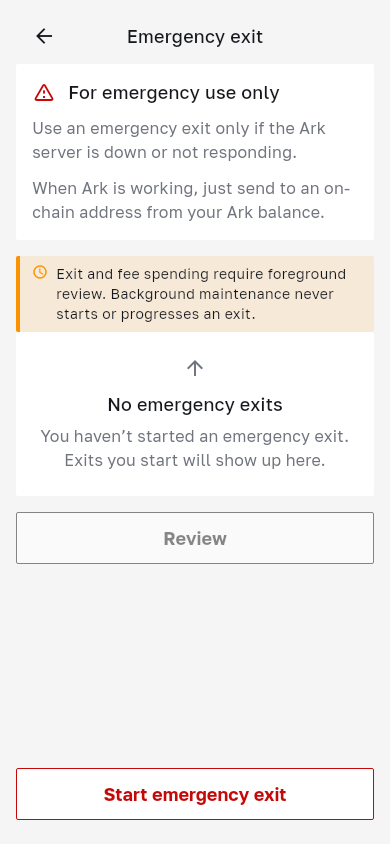 Emergency exit
For emergency use only
Use an emergency exit only if the Ark
server is down or not responding.
When Ark is working, just send to an on-
chain address from your Ark balance.
Exit and fee spending require foreground
review. Background maintenance never
starts or progresses an exit.
No emergency exits
You haven’t started an emergency exit.
Exits you start will show up here.
Review
Start emergency exit